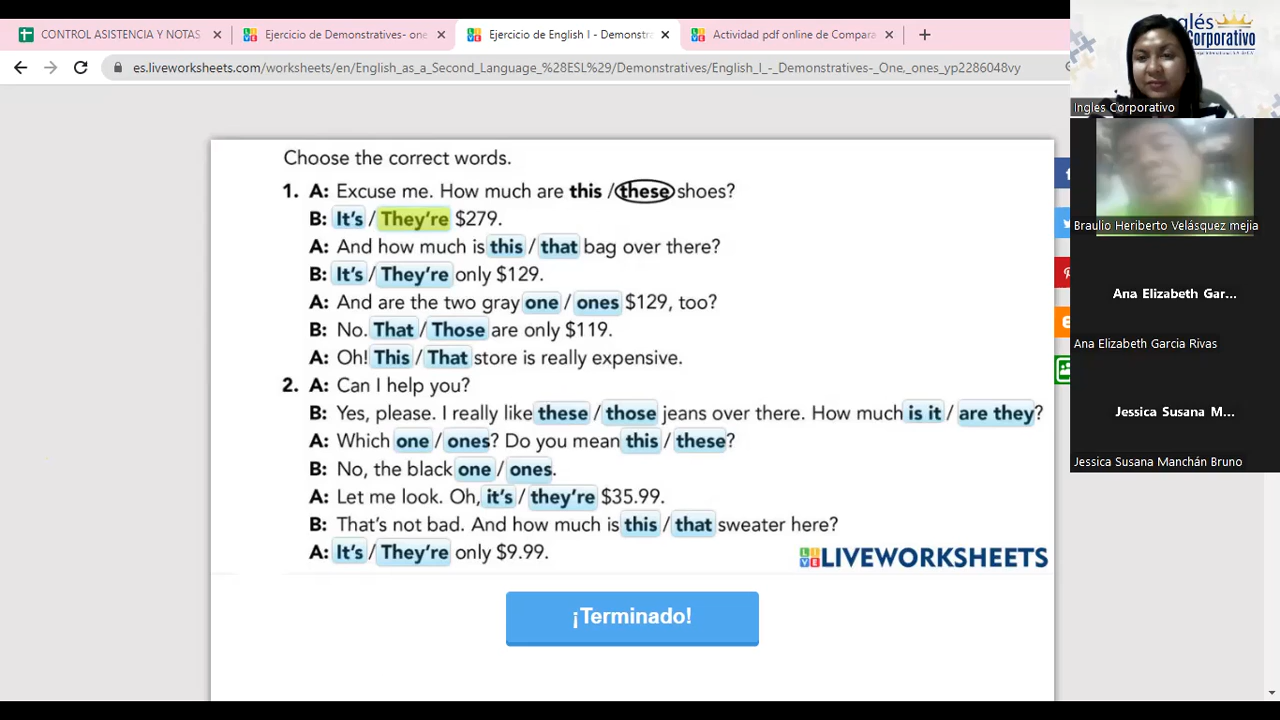 CONTROL ASISTENCIA Y NOTAS
Ejercicio de Demonstratives- one
Ejercicio de English I - Demonstra
Actividad pdf online de Compara
es.liveworksheets.com/worksheets/en/English_as_a_Second_Language_%28ESL%29/Demonstratives/English_I_-_Demonstratives-_One,_ones_yp2286048vy
Choose the correct words.
1. A: Excuse me. How much are this / these shoes?
B: It's / They're $279.
A: And how much is this / that bag over there?
B: It's / They're only $129.
A: And are the two gray one / ones $129, too?
B: No. That / Those are only $119.
A: Oh! This / That store is really expensive.
2. A: Can I help you?
B: Yes, please. I really like these / those jeans over there. How much is it / are they?
A: Which one / ones? Do you mean this / these?
B: No, the black one / ones.
A: Let me look. Oh, it's / they're $35.99.
B: That's not bad. And how much is this / that sweater here?
A: It's / They're only $9.99.
LIVEWORKSHEETS
¡Terminado!
Inglés
Corporativo
Ingles Corporativo
Braulio Heriberto Velásquez mejia
Ana Elizabeth Gar...
Ana Elizabeth Garcia Rivas
Jessica Susana M...
Jessica Susana Manchán Bruno